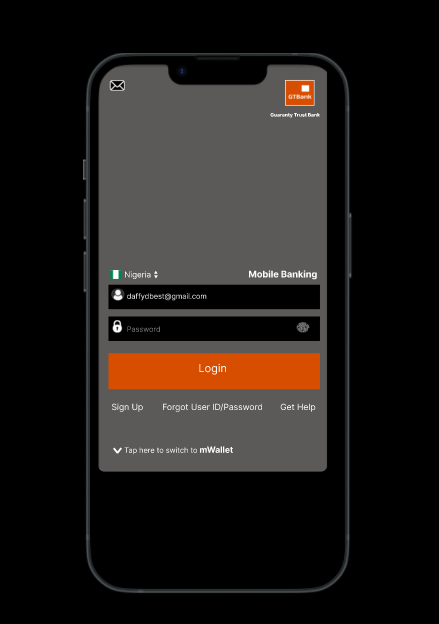 GTBank
Guaranty Trust Bank
Nigeria
Mobile Banking
daffydbest@gmail.com
Password
Login
Sign Up
Forgot User ID/Password
Get Help
Tap here to switch to mWallet